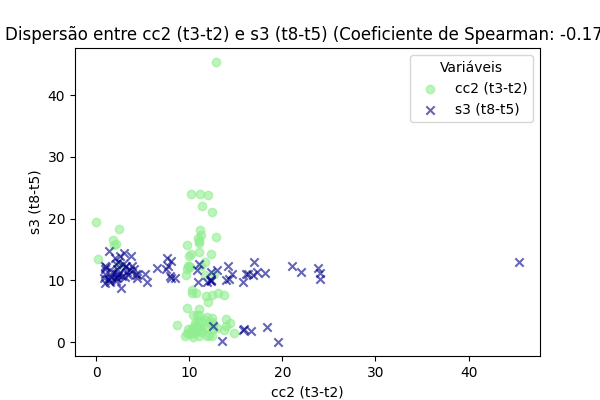 Dispersão entre cc2 (t3-t2) e s3 (t8-t5) (Coeficiente de Spearman: -0.17
Variáveis
cc2 (t3-t2)
s3 (t8-t5)
s3 (t8-t5)
40
30
20
10
0
0 10 20 30 40
cc2 (t3-t2)